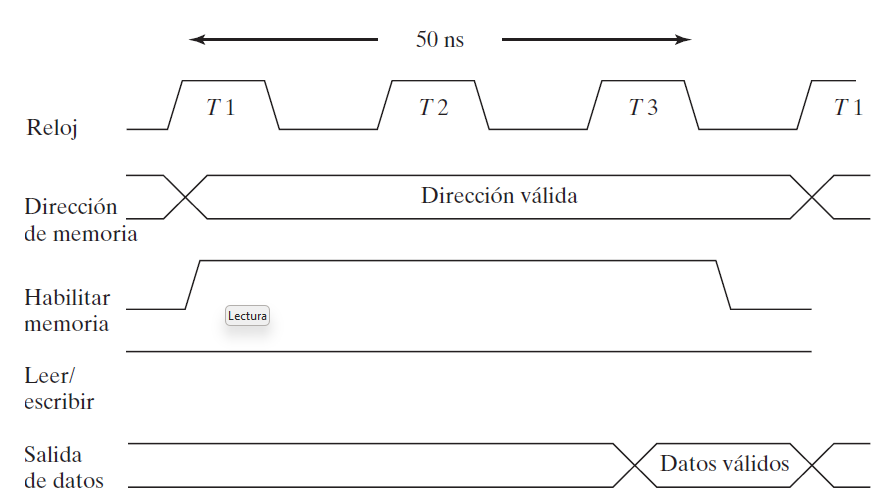 50 ns
T 1
T 2
T 3
T 1
Reloj
Dirección válida
Dirección
de memoria
Habilitar
memoria
Lectura
Leer/
escribir
Salida
de datos
Datos válidos